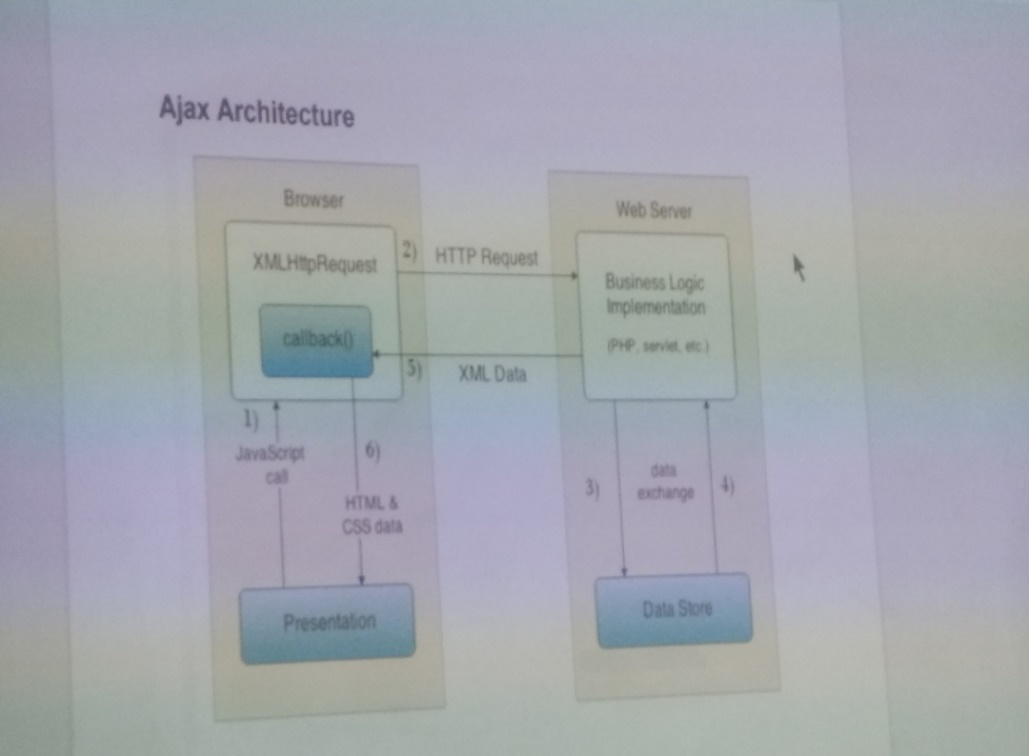 Ajax Architecture
Browser
XMLHttpRequest
callback()
1)
JavaScript
call
6)
HTML &
CSS data
Presentation
2) HTTP Request
5) XML Data
Web Server
Business Logic
Implementation
(PHP, servlet, etc.)
3)
data
exchange
4)
Data Store